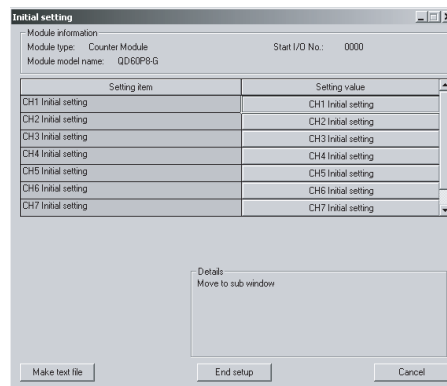 Initial setting
Module information
Module type: Counter Module Start I/O No.: 0000
Module model name: QD60P8-G
Setting item Setting value
CH1 Initial setting CH1 Initial setting
CH2 Initial setting CH2 Initial setting
CH3 Initial setting CH3 Initial setting
CH4 Initial setting CH4 Initial setting
CH5 Initial setting CH5 Initial setting
CH6 Initial setting CH6 Initial setting
CH7 Initial setting CH7 Initial setting
Details
Move to sub window
Make text file End setup Cancel